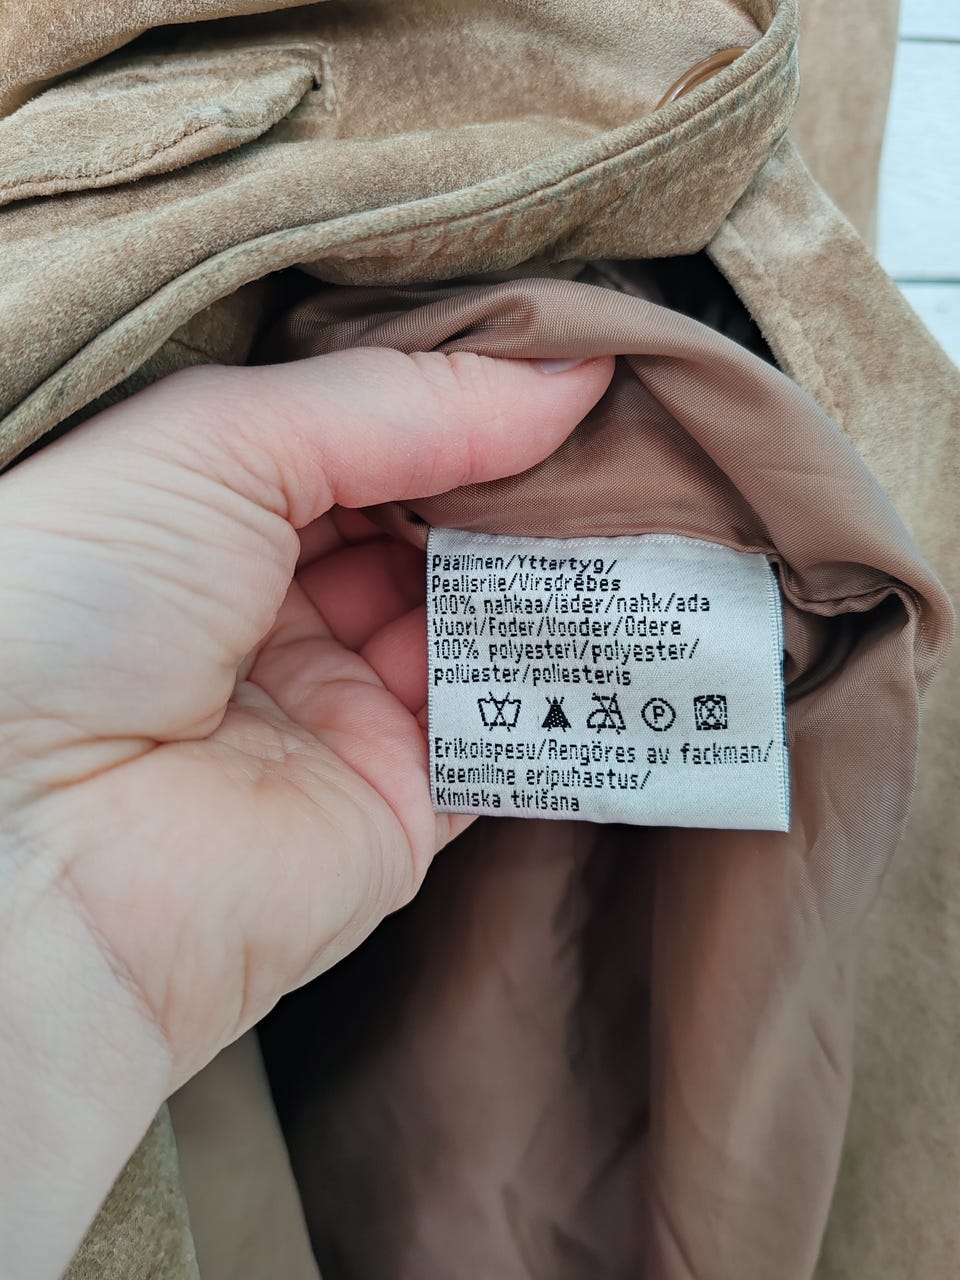 Päällinen/Yttertyg/
Pealisriie/Virsdrēbes
100% nahkaa/läder/nahk/ada
Vuori/Foder/Vooder/Odere
100% polyesteri/polyester/
polüester/poliesteris
P
Erikoispesu/Rengöres av fackman/
Keemiline eripuhastus/
Kimiska tirīšana